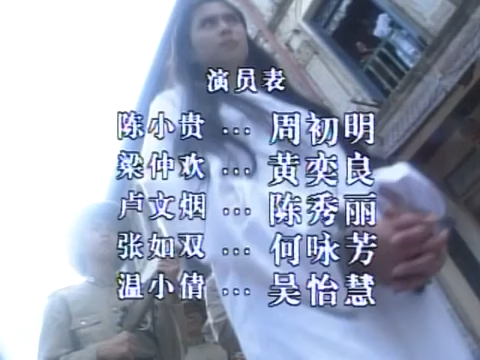 演员表
陈小贵 … 周初明
梁仲欢 … 黄奕良
卢文烟 … 陈秀丽
张如双 … 何咏芳
温小倩 … 吴怡慧